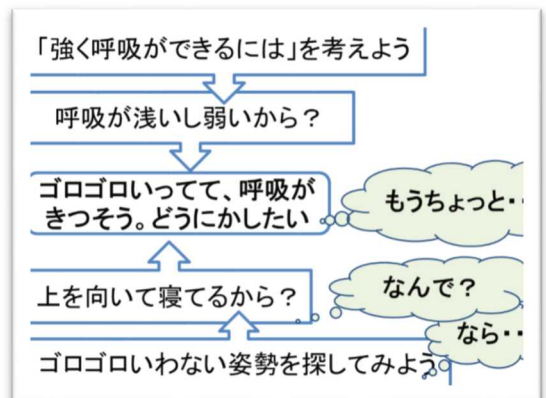 「強く呼吸ができるには」を考えよう
呼吸が浅いし弱いから？
ゴロゴロいってて、呼吸が
きつそう。どうにかしたい
もうちょっと・・
上を向いて寝てるから？
なんで？
なら・・
ゴロゴロいわない姿勢を探してみよう